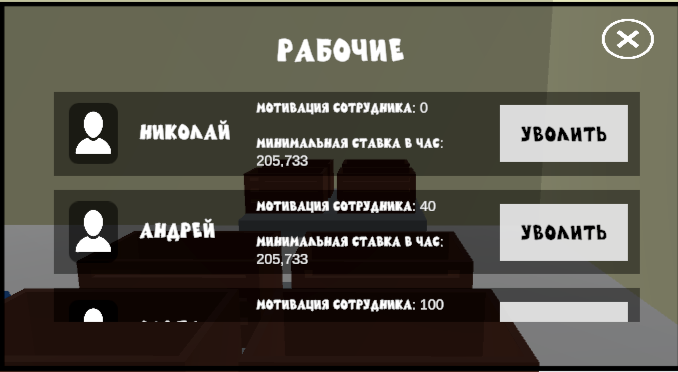 РАБОЧИЕ
МОТИВАЦИЯ СОТРУДНИКА: 0
НИКОЛАЙ
МИНИМАЛЬНАЯ СТАВКА В ЧАС:
205,733
УВОЛИТЬ
МОТИВАЦИЯ СОТРУДНИКА: 40
АНДРЕЙ
МИНИМАЛЬНАЯ СТАВКА В ЧАС:
205,733
УВОЛИТЬ
МОТИВАЦИЯ СОТРУДНИКА: 100